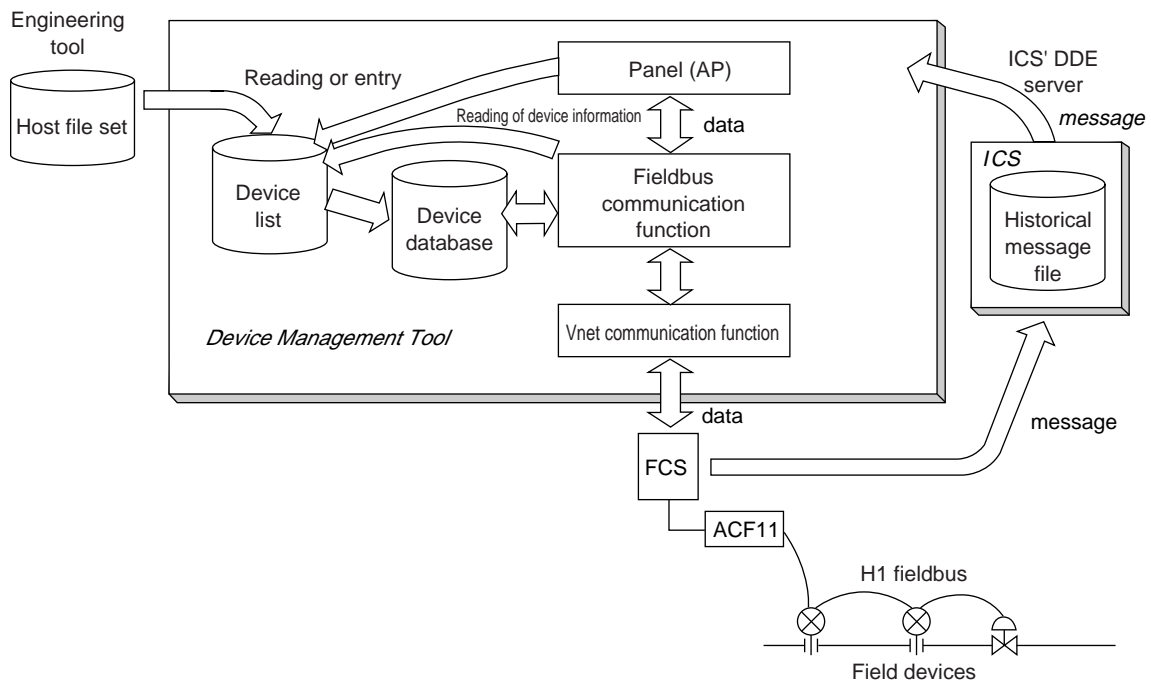 Engineering
tool
Host file set
Reading or entry
Panel (AP)
ICS' DDE
server
message
Reading of device information
data
ICS
Historical
message
file
Device
list
Device
database
Fieldbus
communication
function
Device Management Tool
Vnet communication function
data
message
FCS
ACF11
H1 fieldbus
Field devices